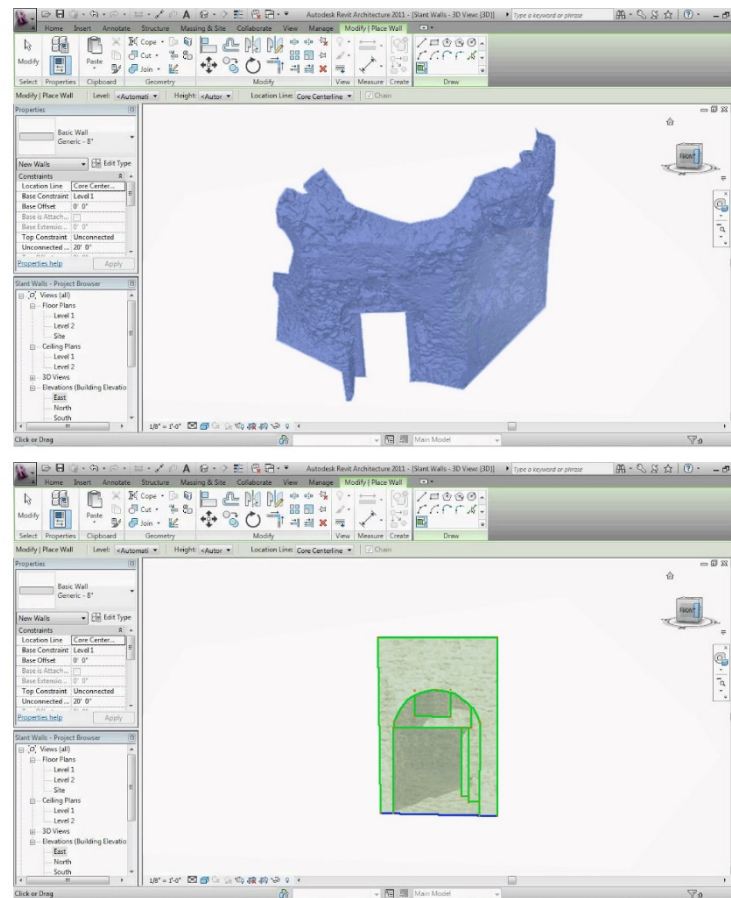 Autodesk Revit Architecture 2011 - [Slant Walls - 3D View: {3D}] Type a keyword or phrase
Home Insert Annotate Structure Massing & Site Collaborate View Manage Modify | Place Wall
Modify Paste Cope Cut Join
Select Properties Clipboard Geometry Modify View Measure Create Draw
Modify | Place Wall Level: <Automati Height: <Autor Location Line: Core Centerline Chain
Properties
Basic Wall
Generic - 8"
New Walls Edit Type
Constraints
Location Line Core Center...
Base Constraint Level 1
Base Offset 0' 0"
Base is Attach...
Base Extensio... 0' 0"
Top Constraint Unconnected
Unconnected ... 20' 0"
Properties help Apply
Slant Walls - Project Browser
Views (all)
Floor Plans
Level 1
Level 2
Site
Ceiling Plans
Level 1
Level 2
3D Views
Elevations (Building Elevatio
East
North
South
FRONT
1/8" = 1'-0"
Click or Drag Main Model :0
Autodesk Revit Architecture 2011 - [Slant Walls - 3D View: {3D}] Type a keyword or phrase
Home Insert Annotate Structure Massing & Site Collaborate View Manage Modify | Place Wall
Modify Paste Cope Cut Join
Select Properties Clipboard Geometry Modify View Measure Create Draw
Modify | Place Wall Level: <Automati Height: <Autor Location Line: Core Centerline Chain
Properties
Basic Wall
Generic - 8"
New Walls Edit Type
Constraints
Location Line Core Center...
Base Constraint Level 1
Base Offset 0' 0"
Base is Attach...
Base Extensio... 0' 0"
Top Constraint Unconnected
Unconnected ... 20' 0"
Properties help Apply
Slant Walls - Project Browser
Views (all)
Floor Plans
Level 1
Level 2
Site
Ceiling Plans
Level 1
Level 2
3D Views
Elevations (Building Elevatio
East
North
South
FRONT
1/8" = 1'-0"
Click or Drag Main Model :0